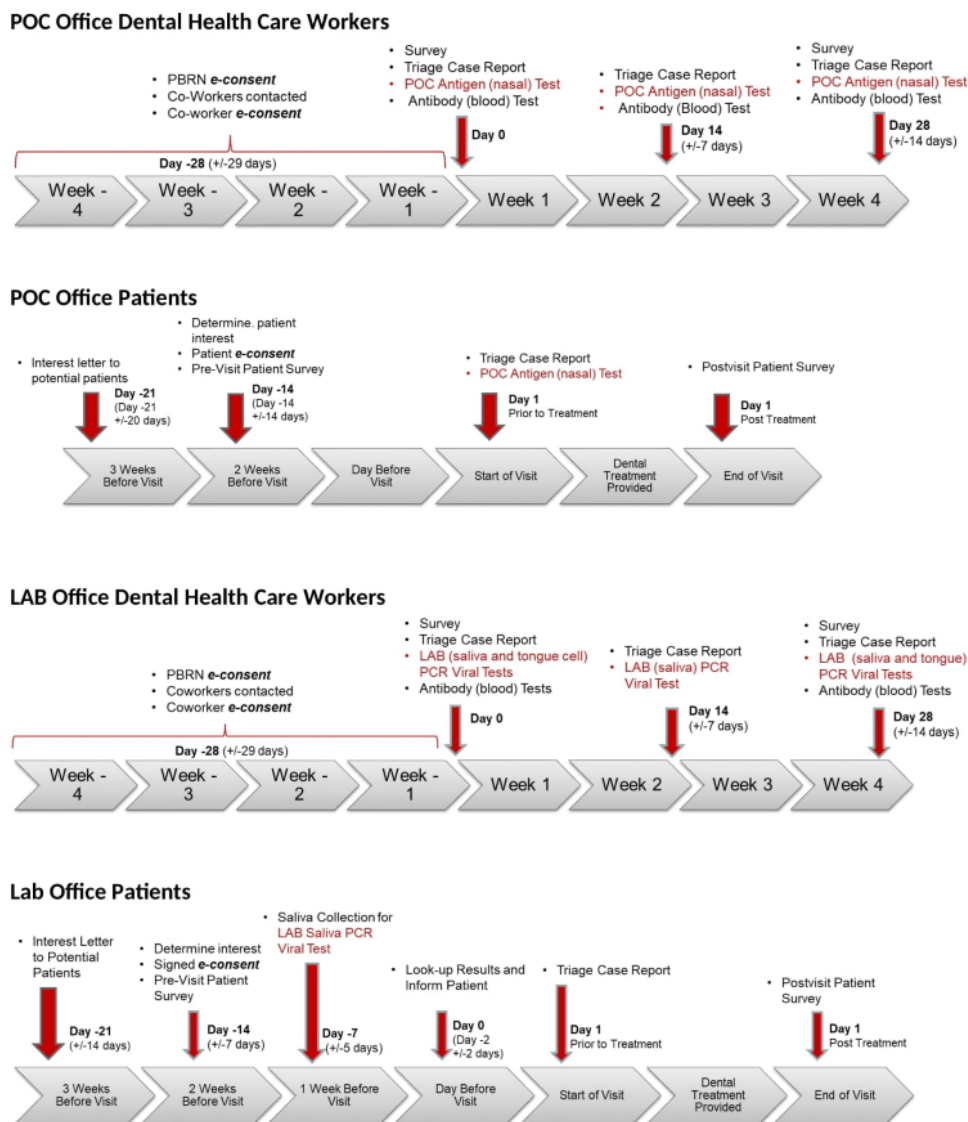 POC Office Dental Health Care Workers
• PBRN e-consent
• Co-Workers contacted
• Co-worker e-consent
Day -28 (+/-29 days)
• Survey
• Triage Case Report
• POC Antigen (nasal) Test
• Antibody (blood) Test
Day 0
• Triage Case Report
• POC Antigen (nasal) Test
• Antibody (Blood) Test
Day 14
(+/-7 days)
• Survey
• Triage Case Report
• POC Antigen (nasal) Test
• Antibody (blood) Test
Day 28
(+/-14 days)
Week -
4
Week -
3
Week -
2
Week -
1
Week 1
Week 2
Week 3
Week 4
POC Office Patients
• Interest letter to
potential patients
Day -21
(Day -21
+/-20 days)
• Determine. patient
interest
• Patient e-consent
• Pre-Visit Patient Survey
Day -14
(Day -14
+/-14 days)
• Triage Case Report
• POC Antigen (nasal) Test
Day 1
Prior to Treatment
• Postvisit Patient Survey
Day 1
Post Treatment
3 Weeks
Before Visit
2 Weeks
Before Visit
Day Before
Visit
Start of Visit
Dental
Treatment
Provided
End of Visit
LAB Office Dental Health Care Workers
• PBRN e-consent
• Coworkers contacted
• Coworker e-consent
Day -28 (+/-29 days)
• Survey
• Triage Case Report
• LAB (saliva and tongue cell)
PCR Viral Tests
• Antibody (blood) Tests
Day 0
• Triage Case Report
• LAB (saliva) PCR
Viral Test
Day 14
(+/-7 days)
• Survey
• Triage Case Report
• LAB (saliva and tongue)
PCR Viral Tests
• Antibody (blood) Tests
Day 28
(+/-14 days)
Week -
4
Week -
3
Week -
2
Week -
1
Week 1
Week 2
Week 3
Week 4
Lab Office Patients
• Interest Letter
to Potential
Patients
Day -21
(+/-14 days)
• Determine interest
• Signed e-consent
• Pre-Visit Patient
Survey
Day -14
(+/-7 days)
• Saliva Collection for
LAB Saliva PCR
Viral Test
Day -7
(+/-5 days)
• Look-up Results and
Inform Patient
Day 0
(Day -2
+/-2 days)
• Triage Case Report
Day 1
Prior to Treatment
• Postvisit Patient
Survey
Day 1
Post Treatment
3 Weeks
Before Visit
2 Weeks
Before Visit
1 Week Before
Visit
Day Before
Visit
Start of Visit
Dental
Treatment
Provided
End of Visit